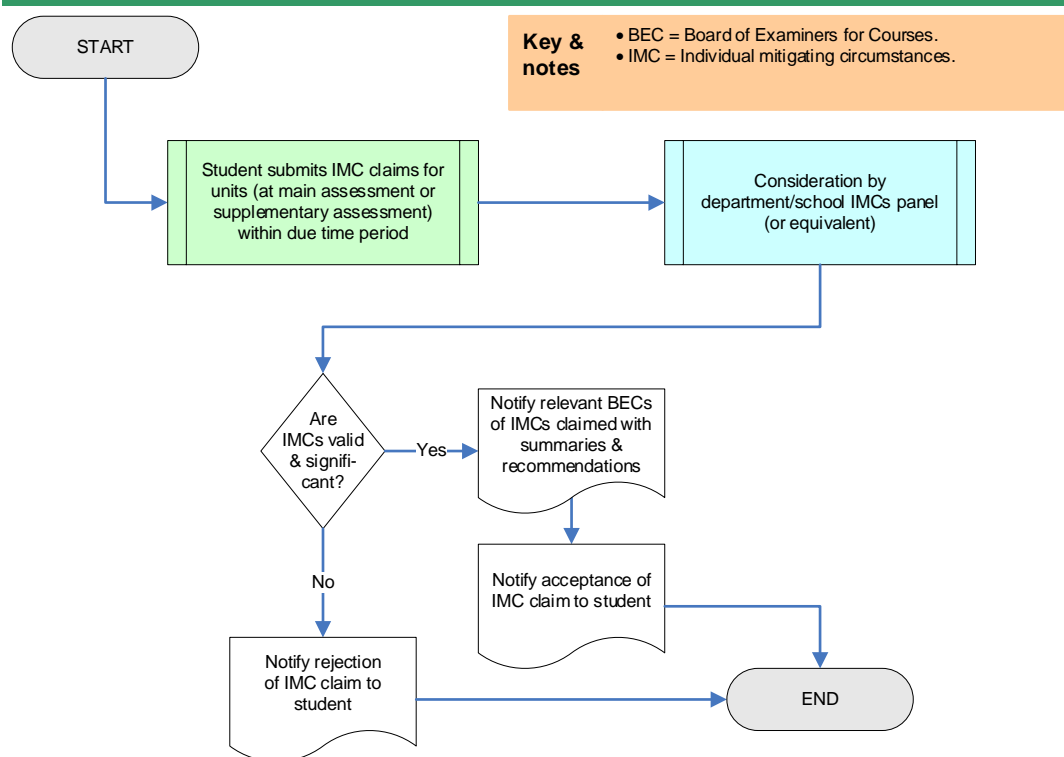 START
Key &
notes
• BEC = Board of Examiners for Courses.
• IMC = Individual mitigating circumstances.
Student submits IMC claims for
units (at main assessment or
supplementary assessment)
within due time period
Consideration by
department/school IMCs panel
(or equivalent)
Are
IMCs valid
& signifi-
cant?
Yes
Notify relevant BECs
of IMCs claimed with
summaries &
recommendations
No
Notify acceptance of
IMC claim to student
Notify rejection
of IMC claim to
student
END